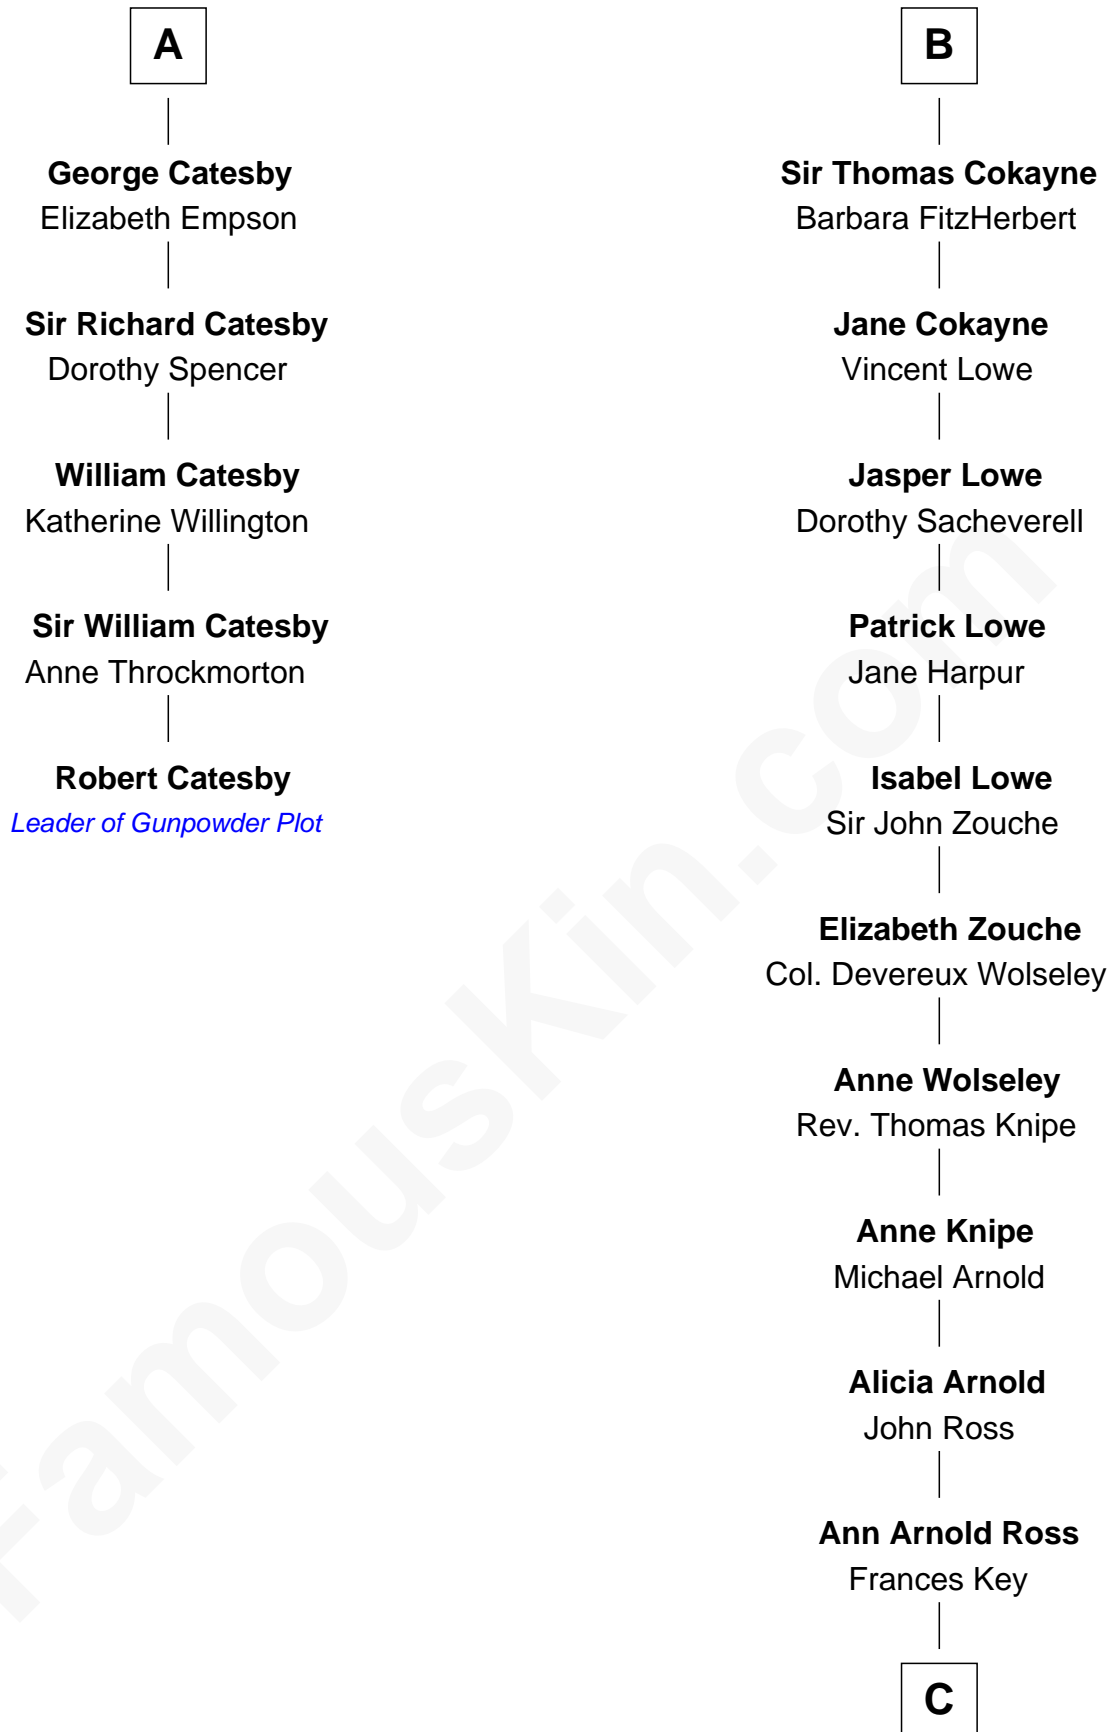 A
George Catesby
Elizabeth Empson
Sir Richard Catesby
Dorothy Spencer
William Catesby
Katherine Willington
Sir William Catesby
Anne Throckmorton
Robert Catesby
Leader of Gunpowder Plot
B
Sir Thomas Cokayne
Barbara FitzHerbert
Jane Cokayne
Vincent Lowe
Jasper Lowe
Dorothy Sacheverell
Patrick Lowe
Jane Harpur
Isabel Lowe
Sir John Zouche
Elizabeth Zouche
Col. Devereux Wolseley
Anne Wolseley
Rev. Thomas Knipe
Anne Knipe
Michael Arnold
Alicia Arnold
John Ross
Ann Arnold Ross
Frances Key
C
FamousKin.com